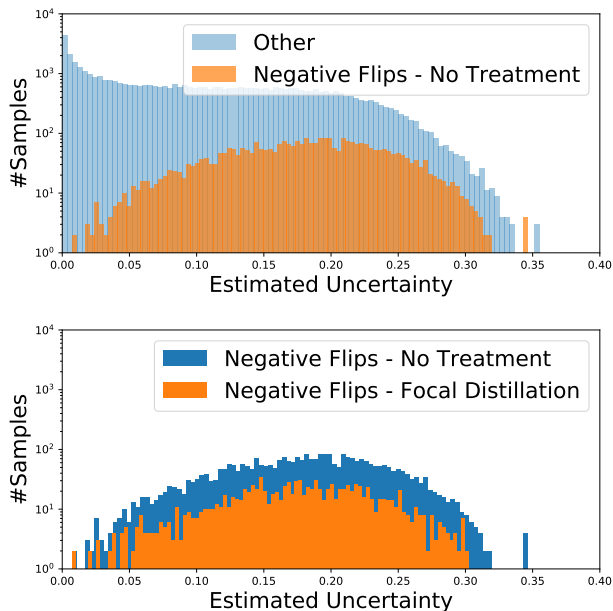 10^4
10^3
10^2
10^1
10^0
#Samples
Other
Negative Flips - No Treatment
0.00 0.05 0.10 0.15 0.20 0.25 0.30 0.35 0.40
Estimated Uncertainty
10^4
10^3
10^2
10^1
10^0
#Samples
Negative Flips - No Treatment
Negative Flips - Focal Distillation
0.00 0.05 0.10 0.15 0.20 0.25 0.30 0.35 0.40
Estimated Uncertainty